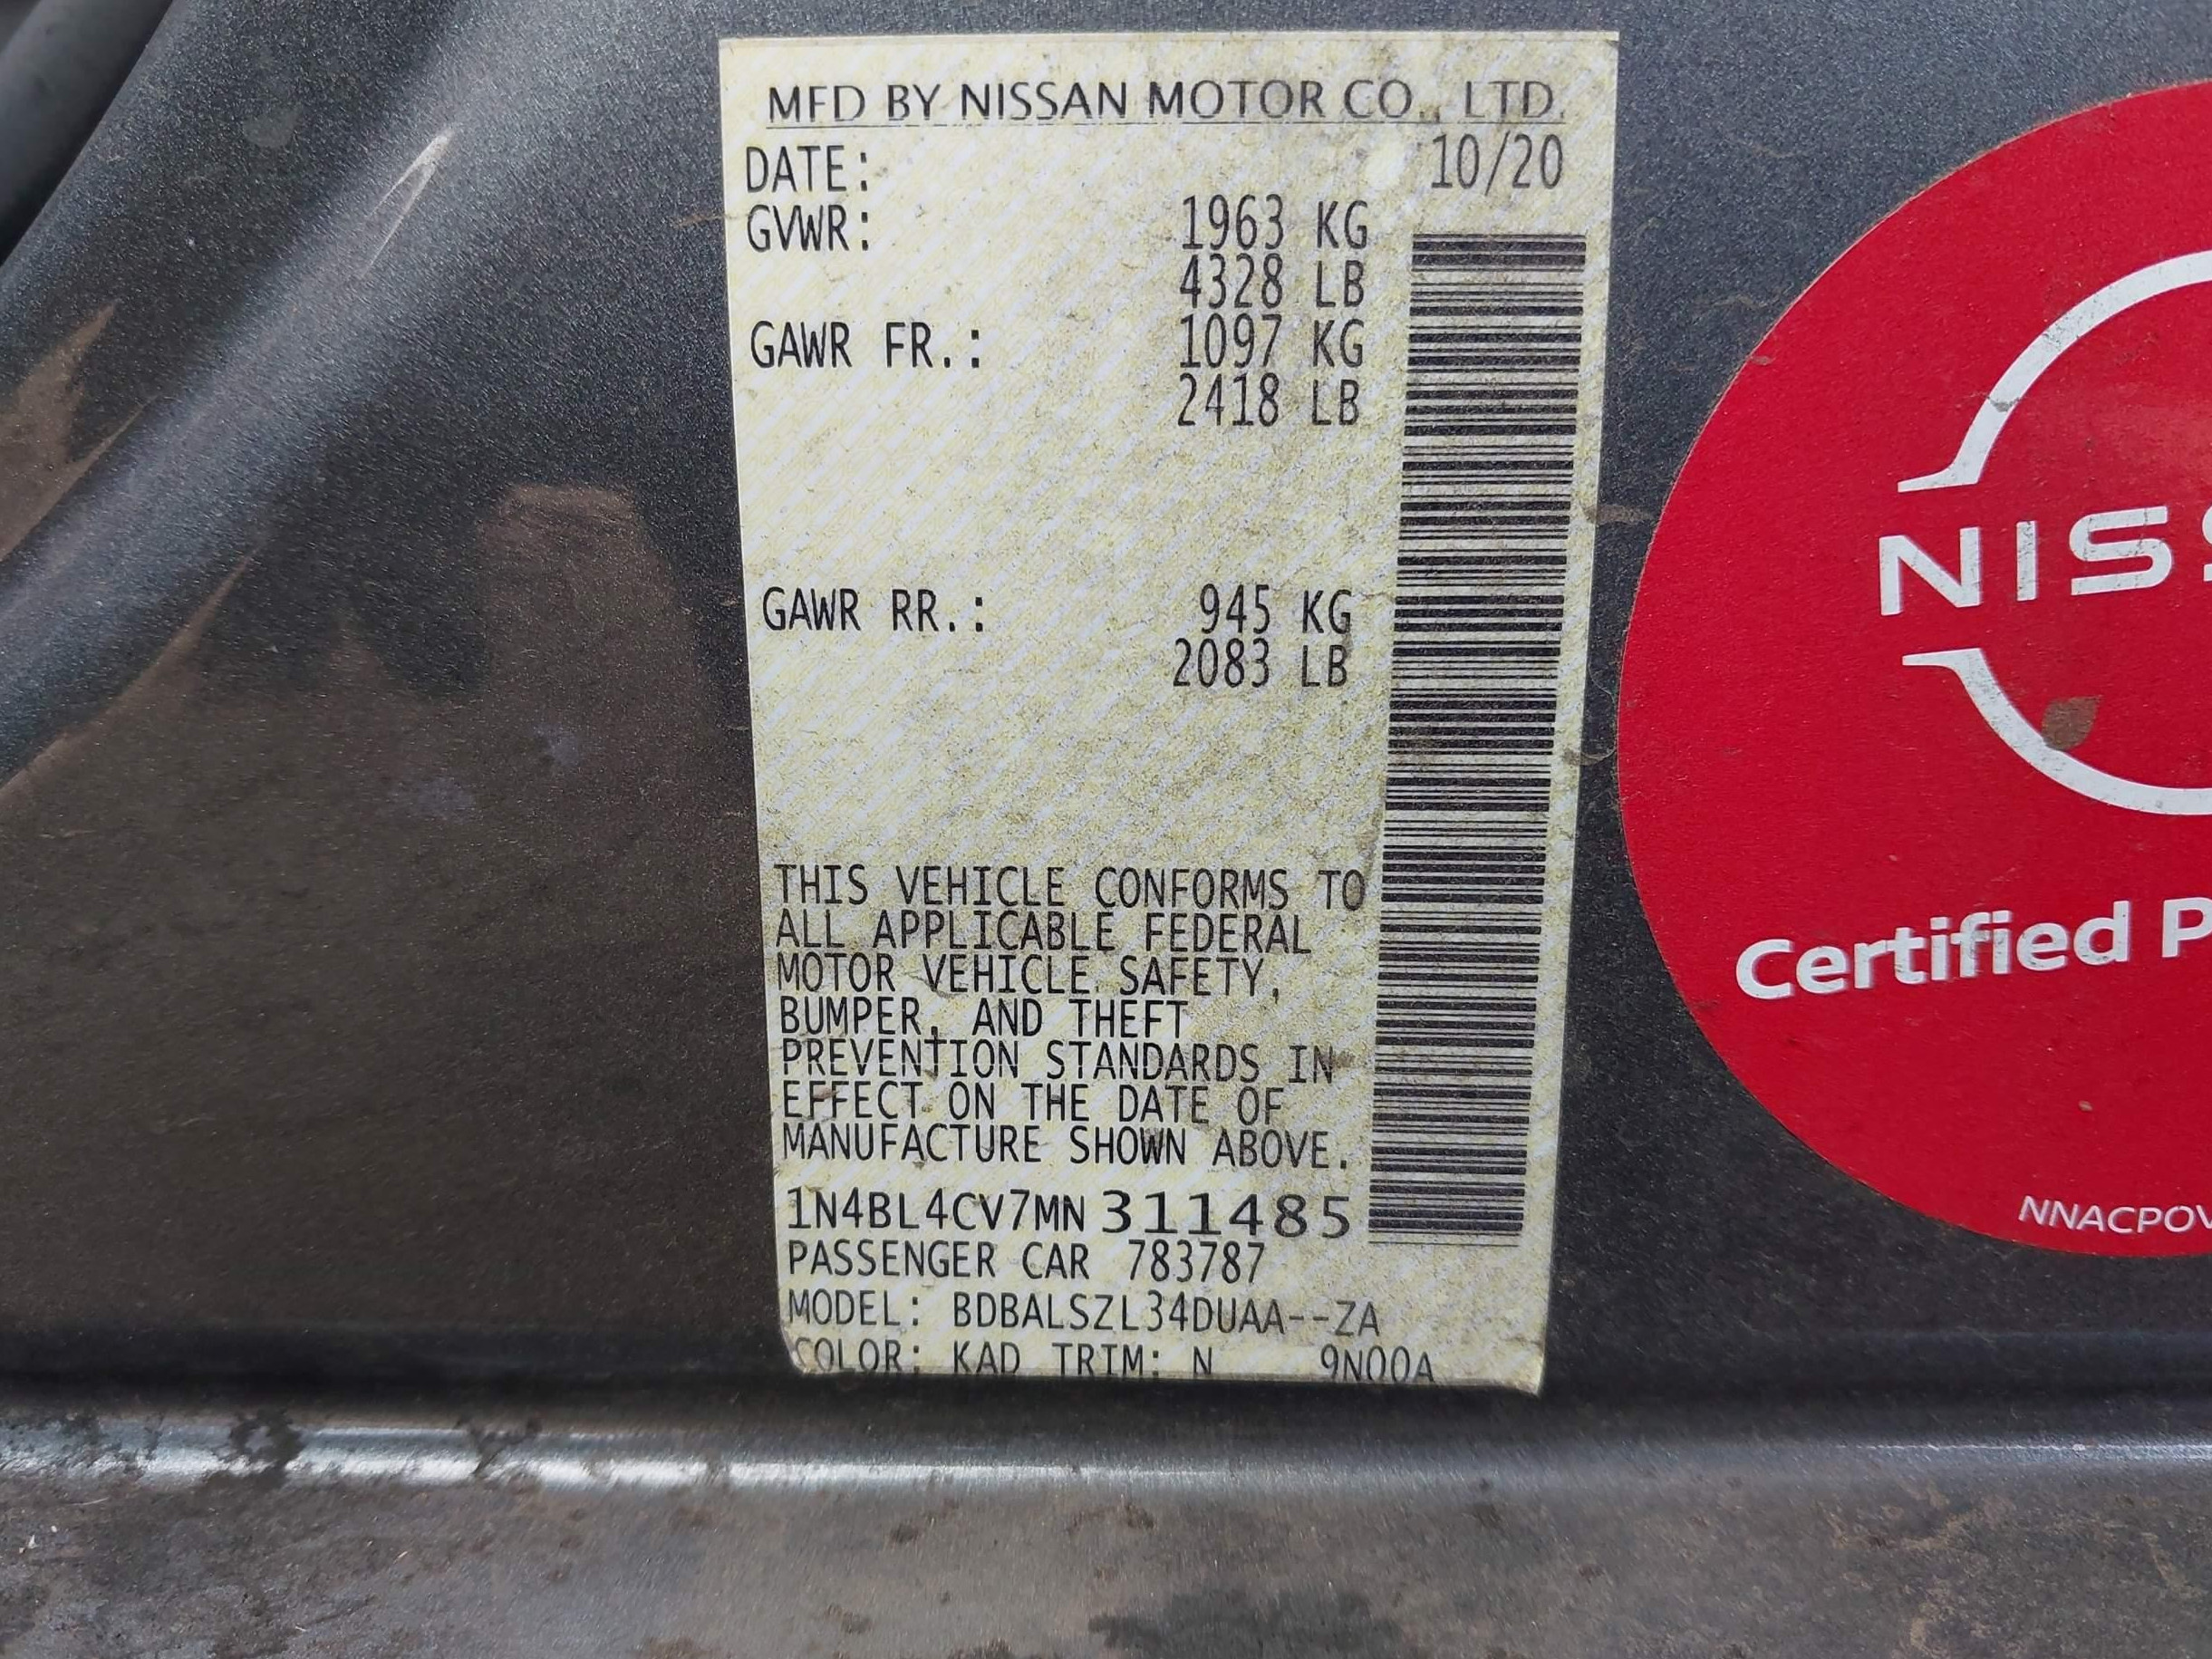 MFD BY NISSAN MOTOR CO., LTD.
DATE: 10/20
GVWR: 1963 KG
4328 LB
GAWR FR.: 1097 KG
2418 LB
GAWR RR.: 945 KG
2083 LB
THIS VEHICLE CONFORMS TO
ALL APPLICABLE FEDERAL
MOTOR VEHICLE SAFETY,
BUMPER, AND THEFT
PREVENTION STANDARDS IN
EFFECT ON THE DATE OF
MANUFACTURE SHOWN ABOVE.
1N4BL4CV7MN311485
PASSENGER CAR 783787
MODEL: BDBALSZL34DUAA--ZA
COLOR: KAD TRIM: N 9N00A
NISS
Certified P
NNACPOV